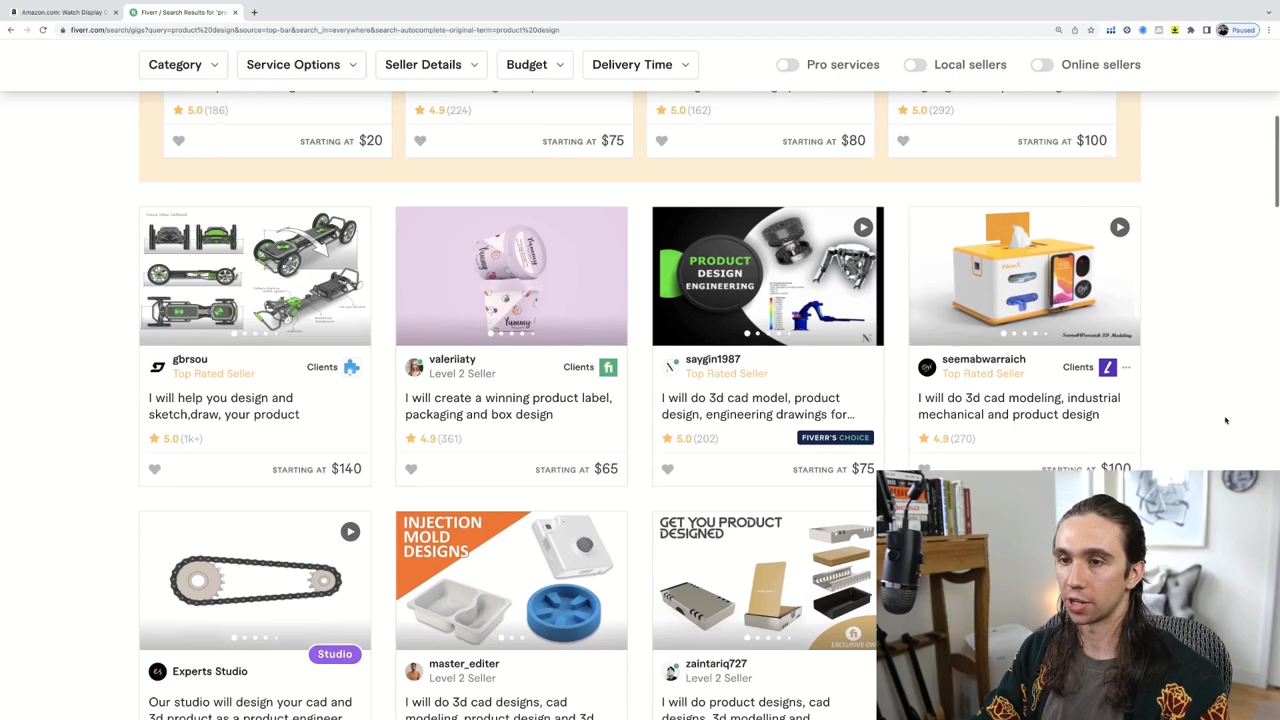 Amazon.com: Watch Display C
Fiverr / Search Results for 'pro
fiverr.com/search/gigs?query=product%20design&source=top-bar&search_in=everywhere&search-autocomplete-original-term=product%20design
Paused
Category
Service Options
Seller Details
Budget
Delivery Time
Pro services
Local sellers
Online sellers
5.0 (186)
4.9 (224)
5.0 (162)
5.0 (292)
STARTING AT $20
STARTING AT $75
STARTING AT $80
STARTING AT $100
Yummy
Yummy
PRODUCT
DESIGN
ENGINEERING
N
gbrsou
Top Rated Seller
Clients
I will help you design and
sketch,draw, your product
5.0 (1k+)
STARTING AT $140
valeriiaty
Level 2 Seller
Clients
fi
I will create a winning product label,
packaging and box design
4.9 (361)
STARTING AT $65
saygin1987
Top Rated Seller
I will do 3d cad model, product
design, engineering drawings for...
5.0 (202)
FIVERR'S CHOICE
STARTING AT $75
seemabwarraich
Top Rated Seller
Clients
I will do 3d cad modeling, industrial
mechanical and product design
4.9 (270)
STARTING AT $100
Studio
es
Experts Studio
Our studio will design your cad and
3d product as a product engineer
INJECTION
MOLD
DESIGNS
master_editer
Level 2 Seller
I will do 3d cad designs, cad
modeling, product design and 3d
GET YOU PRODUCT
DESIGNED
fi
EXCLUSIVE ON
zaintariq727
Level 2 Seller
I will do product designs, cad
designs, 3d modelling and